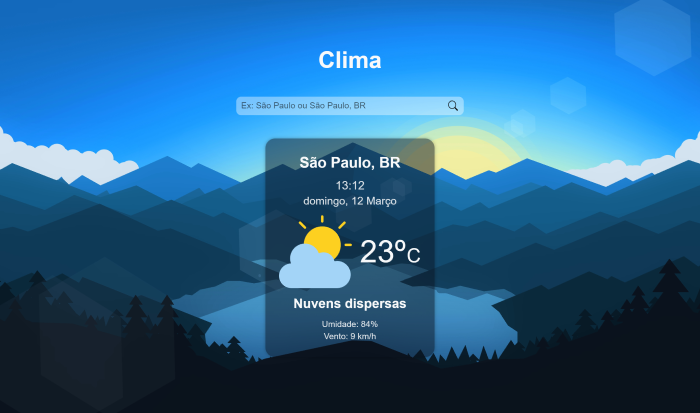 Clima
Ex: São Paulo ou São Paulo, BR
São Paulo, BR
13:12
domingo, 12 Março
23ºC
Nuvens dispersas
Umidade: 84%
Vento: 9 km/h